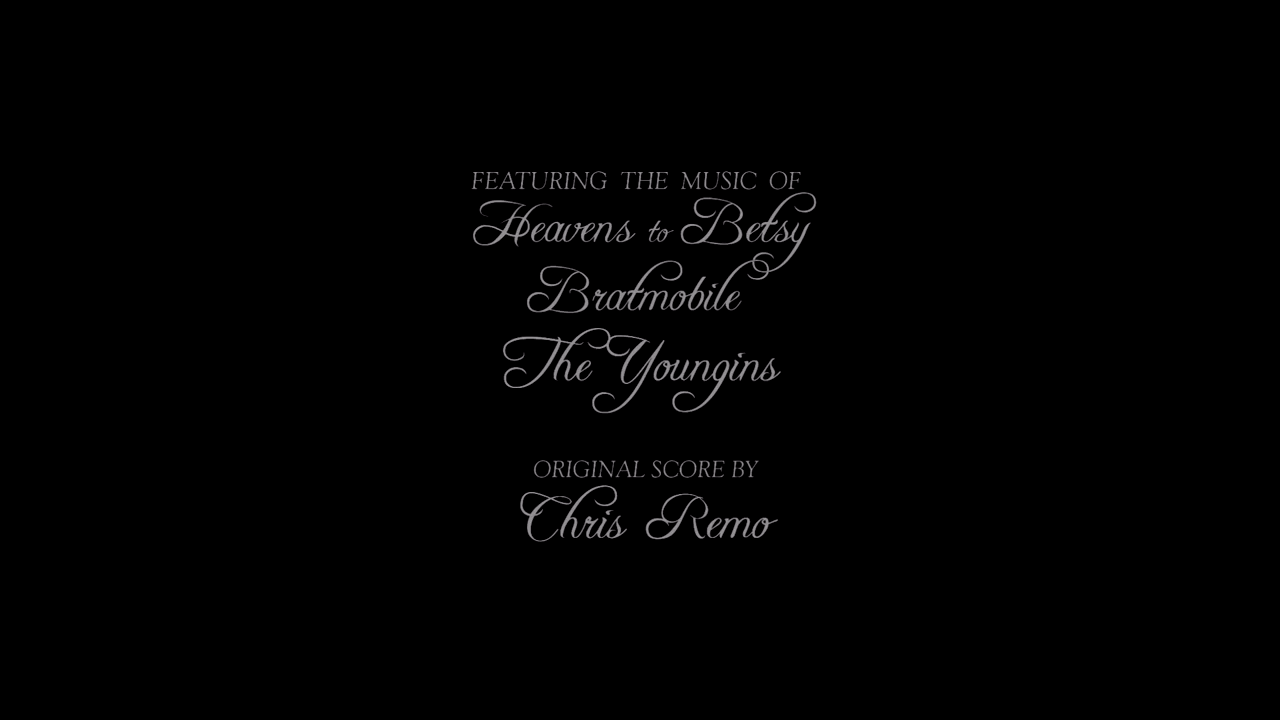 FEATURING THE MUSIC OF
Heavens to Betsy
Bratmobile
The Youngins
ORIGINAL SCORE BY
Chris Remo